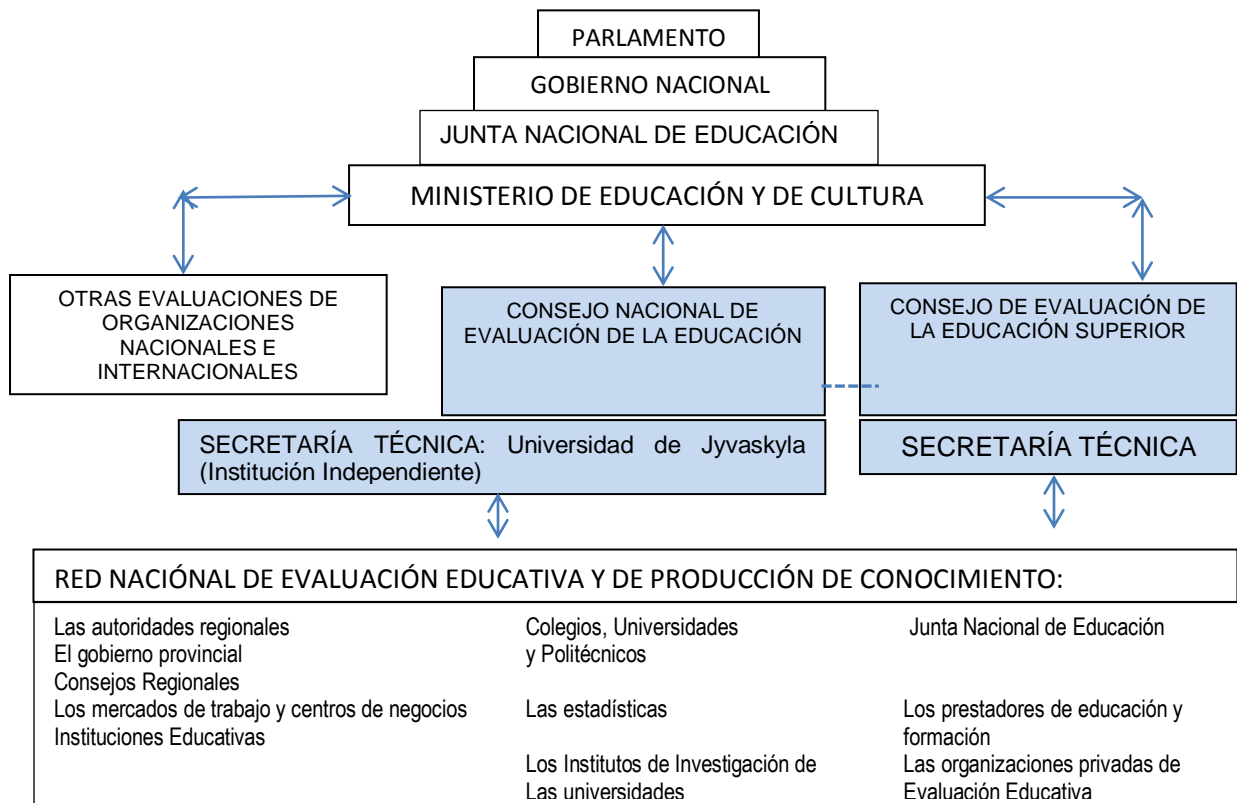 PARLAMENTO
GOBIERNO NACIONAL
JUNTA NACIONAL DE EDUCACIÓN
MINISTERIO DE EDUCACIÓN Y DE CULTURA
OTRAS EVALUACIONES DE
ORGANIZACIONES
NACIONALES E
INTERNACIONALES
CONSEJO NACIONAL DE
EVALUACIÓN DE LA EDUCACIÓN
CONSEJO DE EVALUACIÓN DE
LA EDUCACIÓN SUPERIOR
SECRETARÍA TÉCNICA: Universidad de Jyvaskyla
(Institución Independiente)
SECRETARÍA TÉCNICA
RED NACIÓNAL DE EVALUACIÓN EDUCATIVA Y DE PRODUCCIÓN DE CONOCIMIENTO:
Las autoridades regionales
El gobierno provincial
Consejos Regionales
Los mercados de trabajo y centros de negocios
Instituciones Educativas
Colegios, Universidades
y Politécnicos
Las estadísticas
Los Institutos de Investigación de
Las universidades
Junta Nacional de Educación
Los prestadores de educación y
formación
Las organizaciones privadas de
Evaluación Educativa